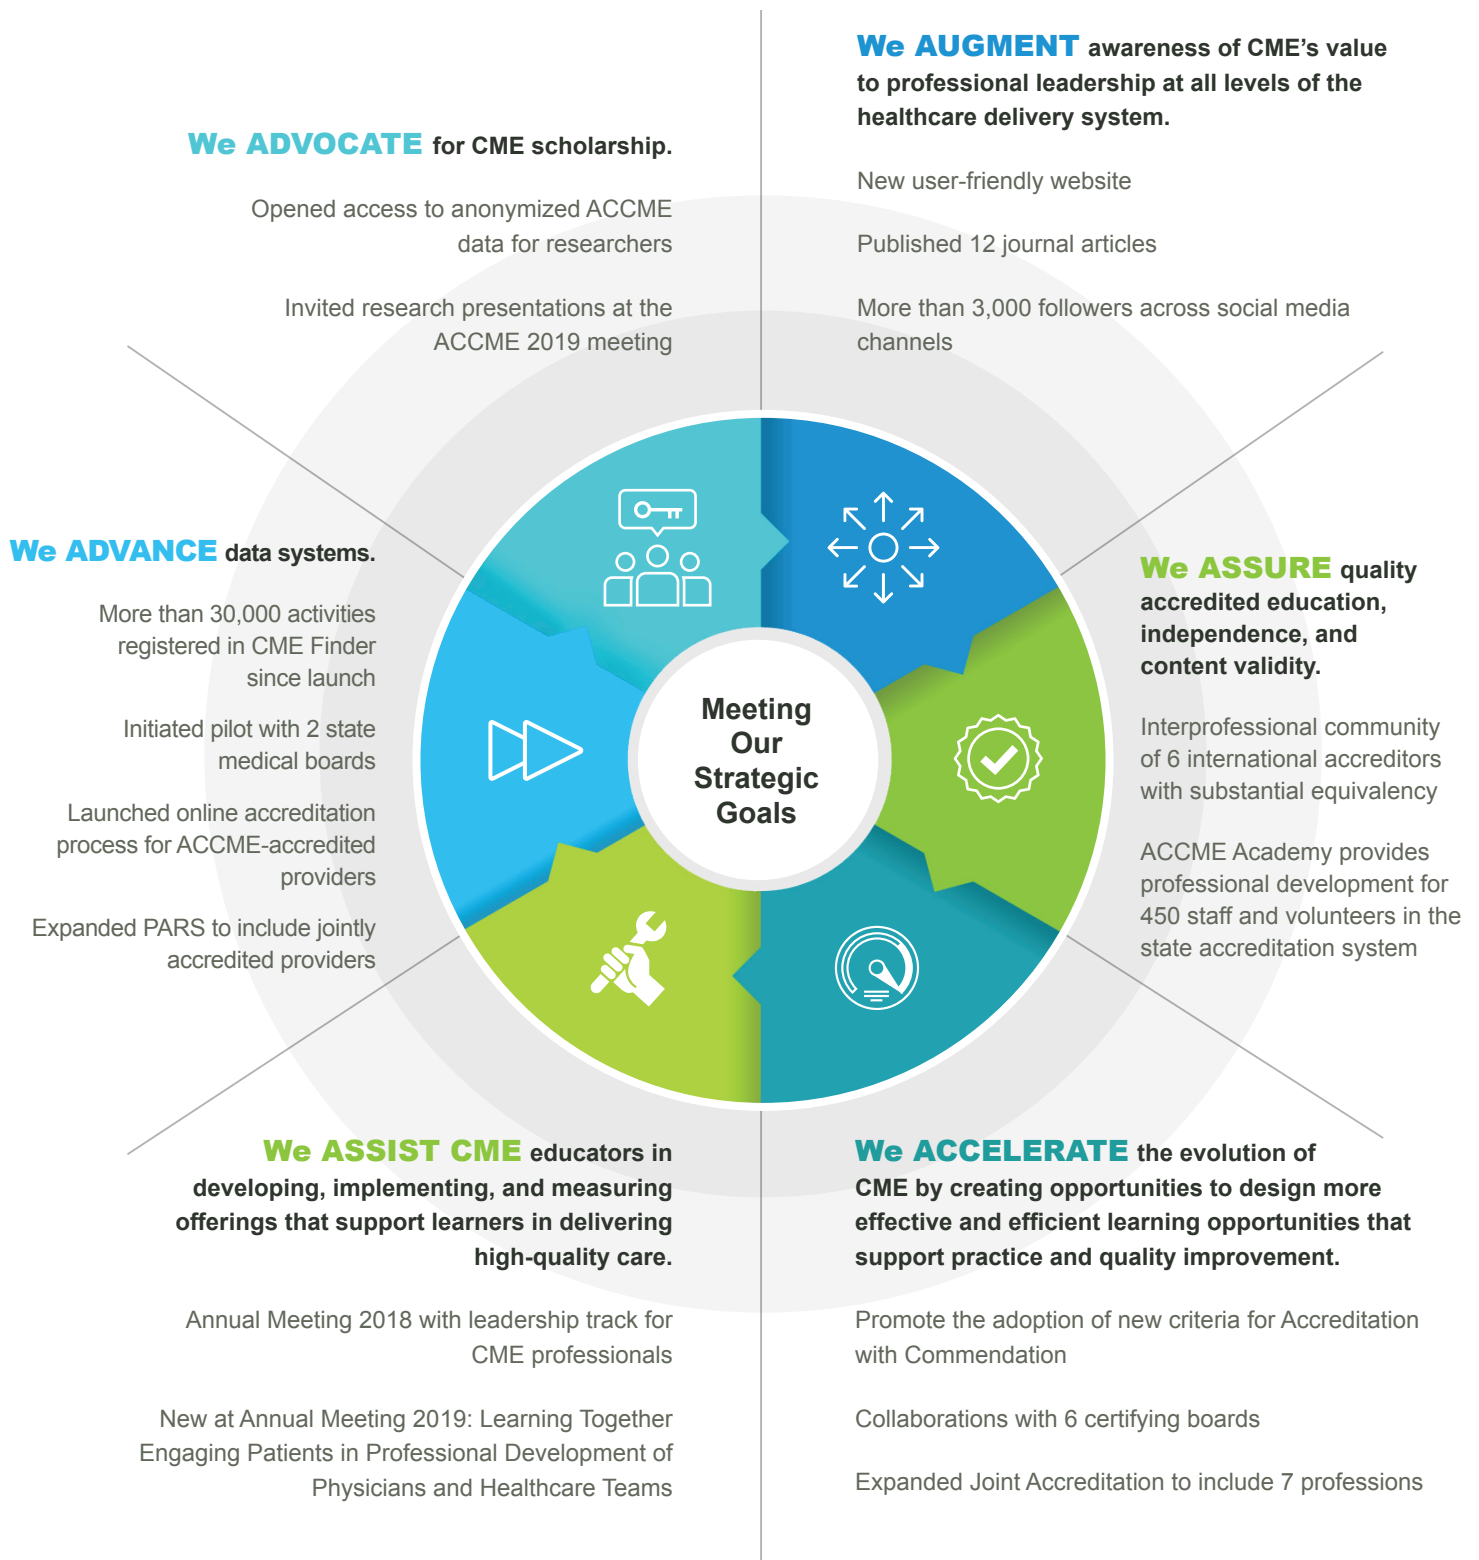 We AUGMENT awareness of CME’s value
to professional leadership at all levels of the
healthcare delivery system.
New user-friendly website
Published 12 journal articles
More than 3,000 followers across social media
channels
We ADVOCATE for CME scholarship.
Opened access to anonymized ACCME
data for researchers
Invited research presentations at the
ACCME 2019 meeting
We ADVANCE data systems.
More than 30,000 activities
registered in CME Finder
since launch
Initiated pilot with 2 state
medical boards
Launched online accreditation
process for ACCME-accredited
providers
Expanded PARS to include jointly
accredited providers
Meeting
Our
Strategic
Goals
We ASSURE quality
accredited education,
independence, and
content validity.
Interprofessional community
of 6 international accreditors
with substantial equivalency
ACCME Academy provides
professional development for
450 staff and volunteers in the
state accreditation system
We ASSIST CME educators in
developing, implementing, and measuring
offerings that support learners in delivering
high-quality care.
Annual Meeting 2018 with leadership track for
CME professionals
New at Annual Meeting 2019: Learning Together
Engaging Patients in Professional Development of
Physicians and Healthcare Teams
We ACCELERATE the evolution of
CME by creating opportunities to design more
effective and efficient learning opportunities that
support practice and quality improvement.
Promote the adoption of new criteria for Accreditation
with Commendation
Collaborations with 6 certifying boards
Expanded Joint Accreditation to include 7 professions